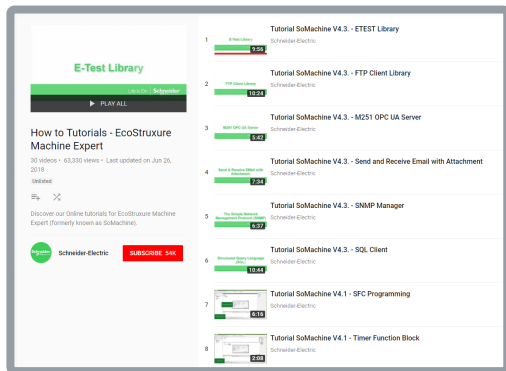 E-Test Library
Life Is On | Schneider
PLAY ALL
How to Tutorials - EcoStruxure
Machine Expert
30 videos • 63,330 views • Last updated on Jun 26,
2018
Unlisted
Discover our Online tutorials for EcoStruxure Machine
Expert (formerly known as SoMachine).
Schneider
Schneider-Electric
SUBSCRIBE 54K
1
E-Test Library
9:56
Tutorial SoMachine V4.3. - ETEST Library
Schneider-Electric
2
FTP Client Library
10:24
Tutorial SoMachine V4.3. - FTP Client Library
Schneider-Electric
3
M251 OPC UA Server
5:42
Tutorial SoMachine V4.3. - M251 OPC UA Server
Schneider-Electric
4
Send & Receive EMail with
Attachment
7:34
Tutorial SoMachine V4.3. - Send and Receive Email with Attachment
Schneider-Electric
5
The Simple Network
Management Protocol (SNMP)
6:37
Tutorial SoMachine V4.3. - SNMP Manager
Schneider-Electric
6
Structured Query Language
(SQL)
10:44
Tutorial SoMachine V4.3. - SQL Client
Schneider-Electric
7
6:16
Tutorial SoMachine V4.1 - SFC Programming
Schneider-Electric
8
2:08
Tutorial SoMachine V4.1 - Timer Function Block
Schneider-Electric